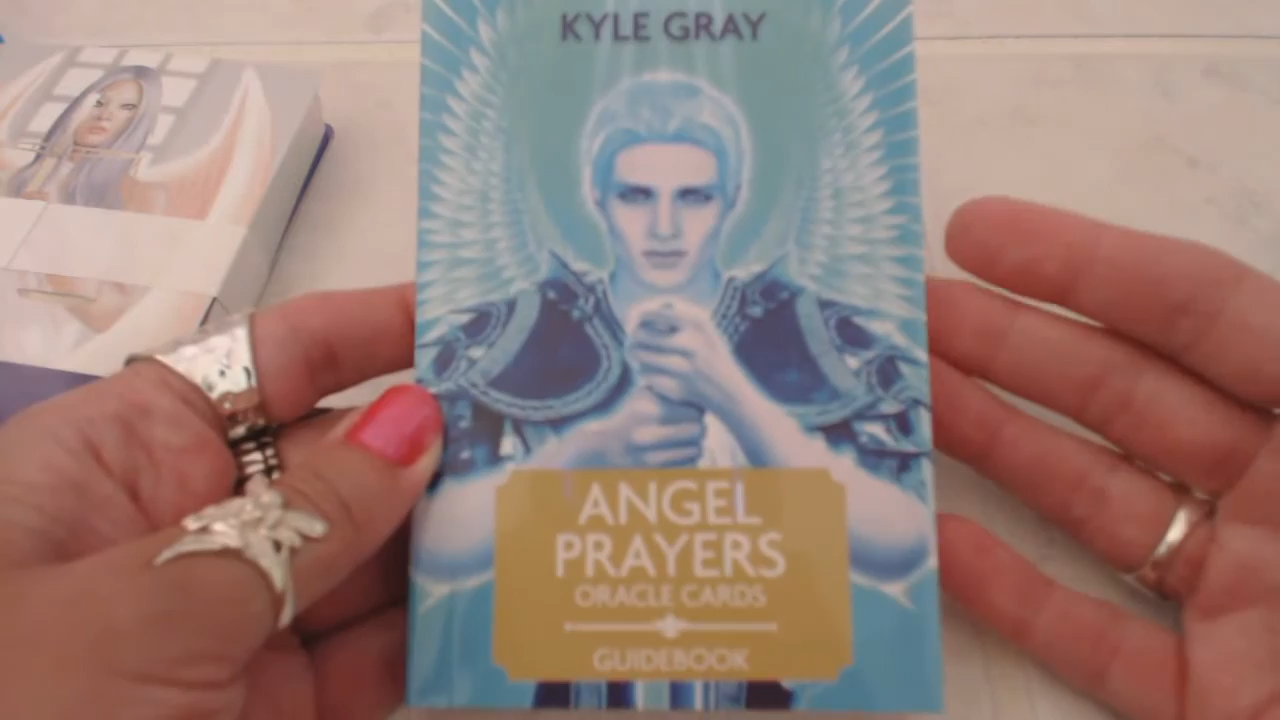 KYLE GRAY
ANGEL
PRAYERS
ORACLE CARDS
GUIDEBOOK